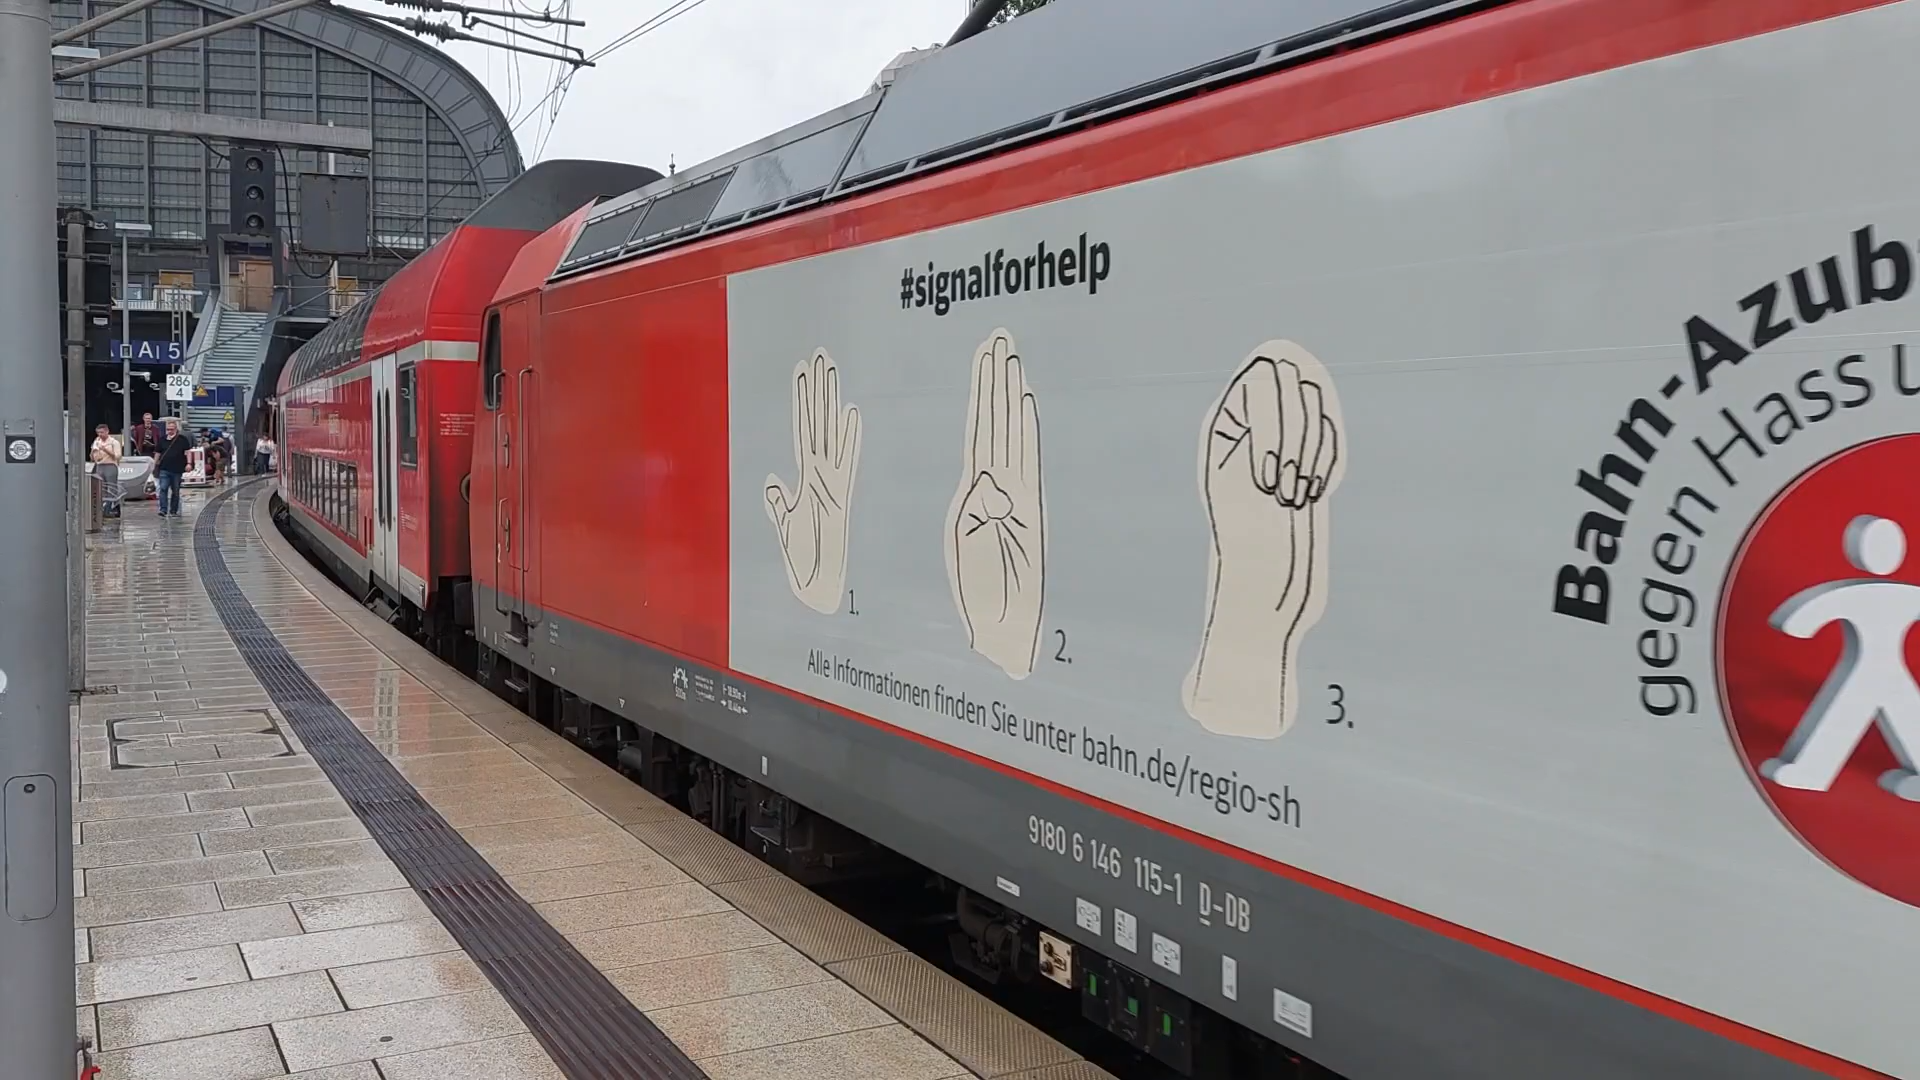 #signalforhelp
1.
2.
3.
Alle Informationen finden Sie unter bahn.de/regio-sh
Bahn-Azub
gegen Hass u
9180 6 146 115-1 D-DB
A 5
286
4